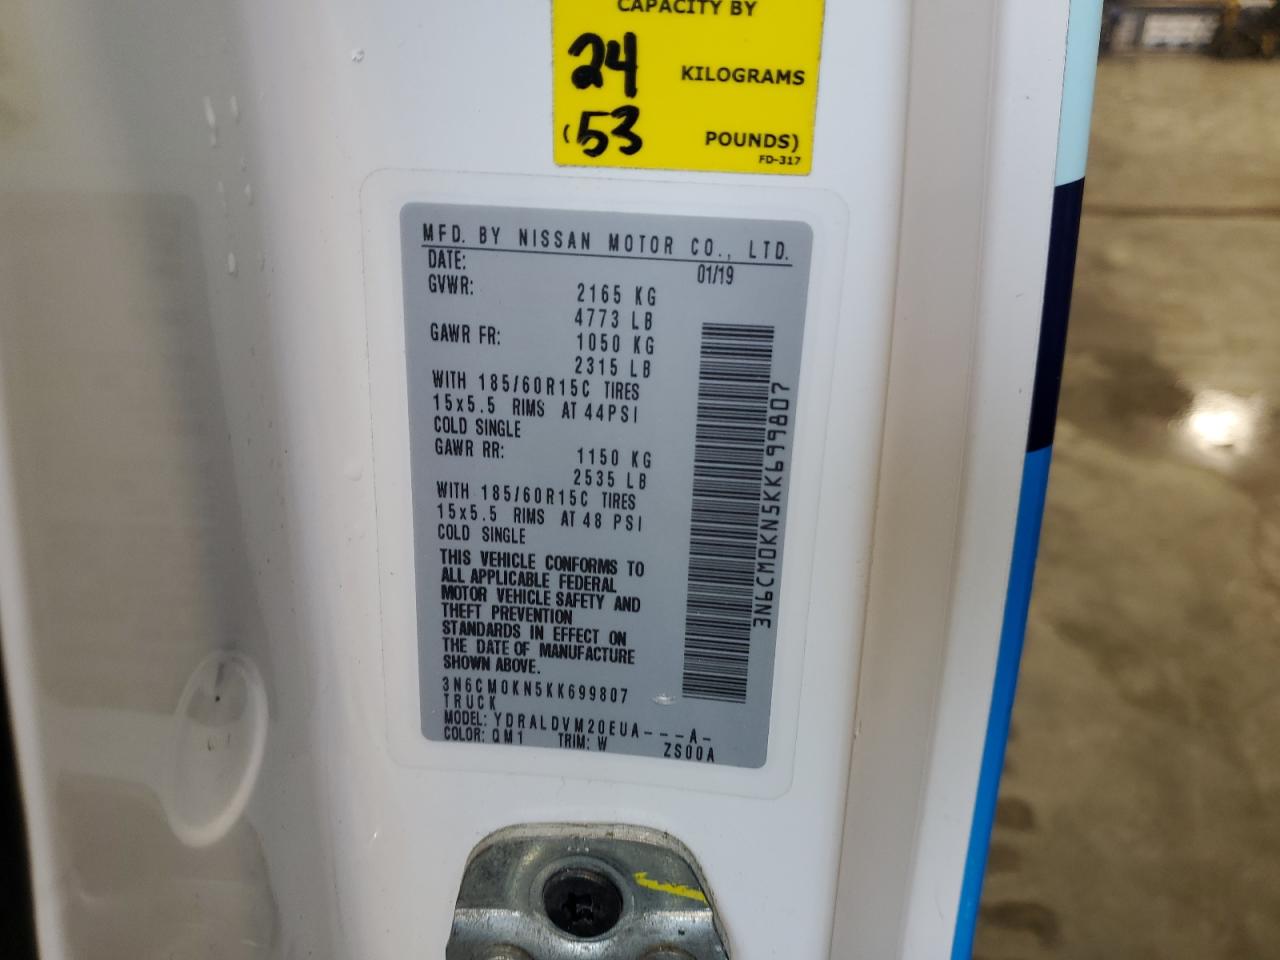 CAPACITY BY
24 KILOGRAMS
(53 POUNDS)
FD-317
MFD. BY NISSAN MOTOR CO., LTD.
DATE: 01/19
GVWR: 2165 KG
4773 LB
GAWR FR: 1050 KG
2315 LB
WITH 185/60R15C TIRES
15x5.5 RIMS AT 44PSI
COLD SINGLE
GAWR RR: 1150 KG
2535 LB
WITH 185/60R15C TIRES
15x5.5 RIMS AT 48 PSI
COLD SINGLE
THIS VEHICLE CONFORMS TO
ALL APPLICABLE FEDERAL
MOTOR VEHICLE SAFETY AND
THEFT PREVENTION
STANDARDS IN EFFECT ON
THE DATE OF MANUFACTURE
SHOWN ABOVE.
3N6CM0KN5KK699807
TRUCK
MODEL: YDRALDVM20EUA---A-
COLOR: QM1 TRIM: W ZS00A
3N6CM0KN5KK699807